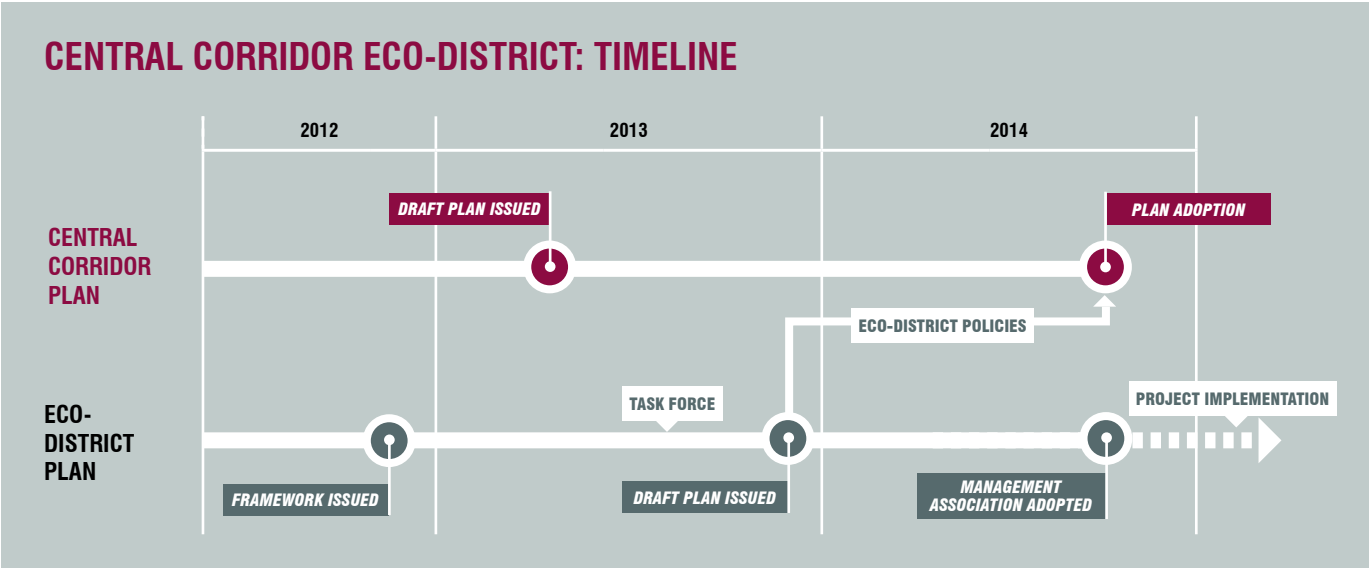 CENTRAL CORRIDOR ECO-DISTRICT: TIMELINE
2012
2013
2014
DRAFT PLAN ISSUED
PLAN ADOPTION
CENTRAL
CORRIDOR
PLAN
ECO-DISTRICT POLICIES
TASK FORCE
PROJECT IMPLEMENTATION
ECO-
DISTRICT
PLAN
FRAMEWORK ISSUED
DRAFT PLAN ISSUED
MANAGEMENT
ASSOCIATION ADOPTED